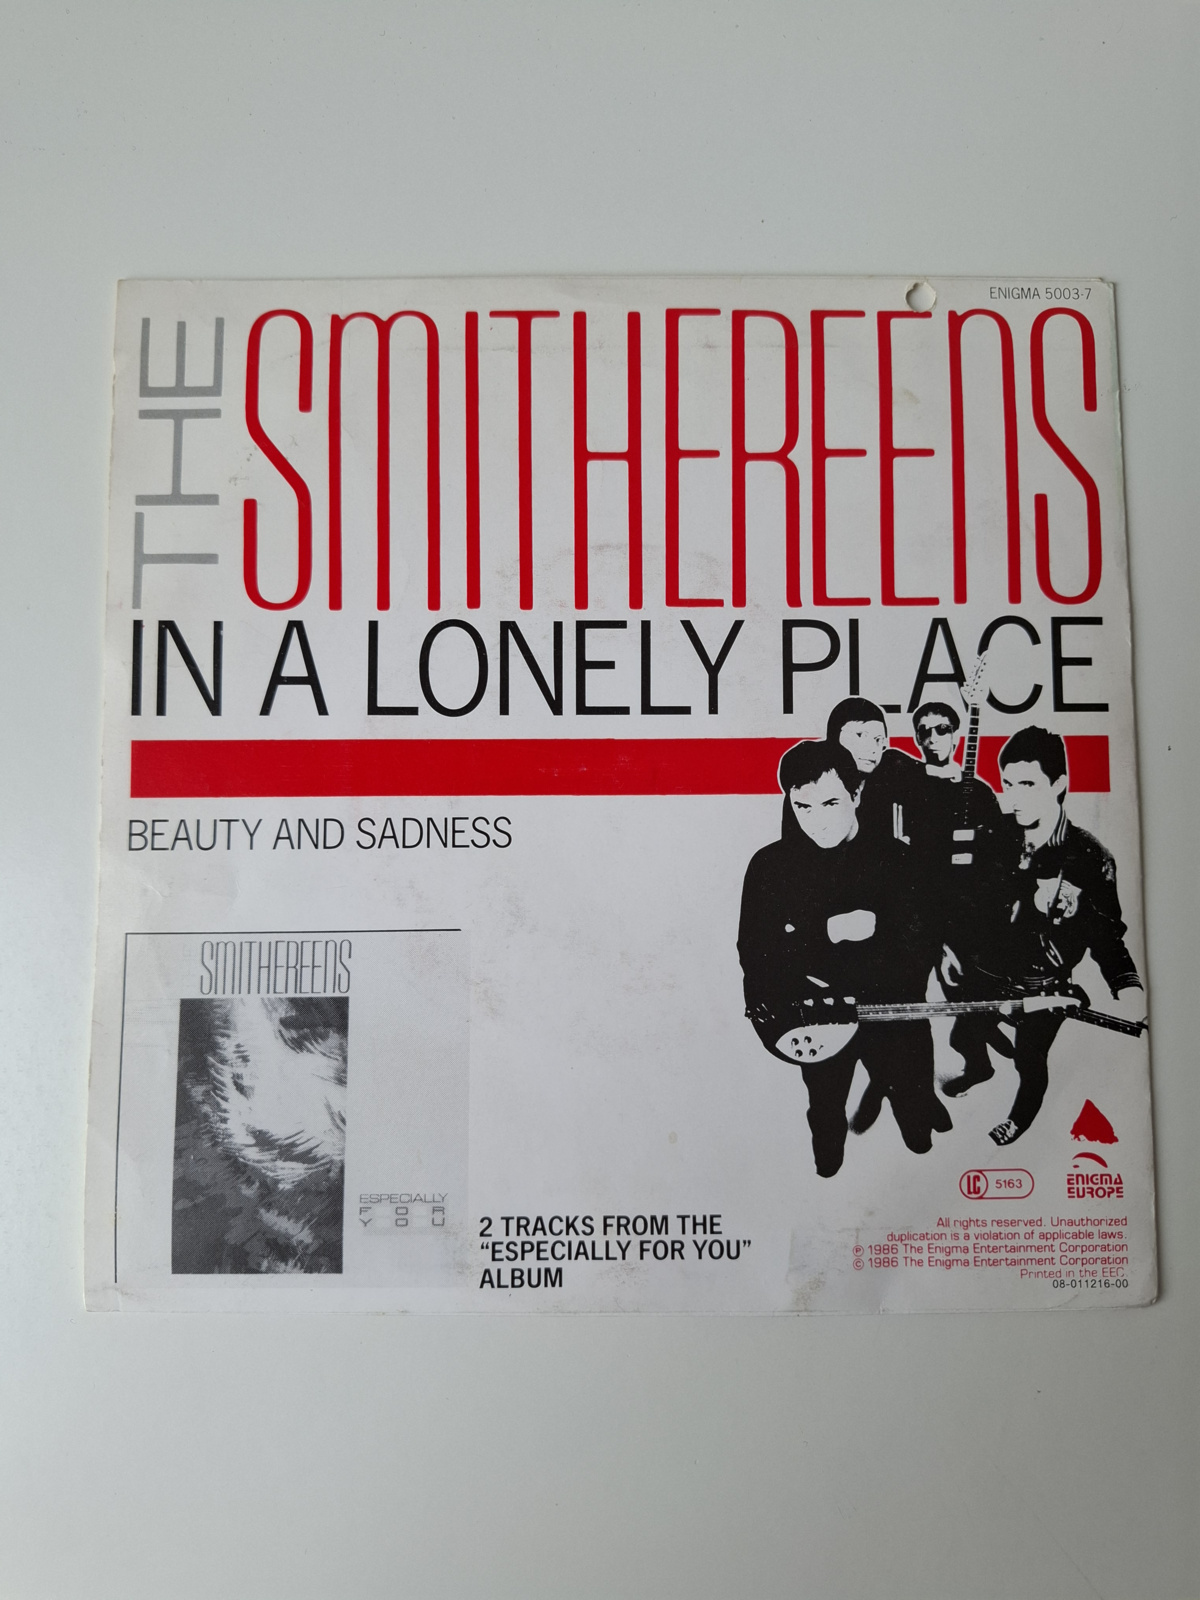 ENIGMA 5003-7
THE
SMITHEREENS
IN A LONELY PLACE
BEAUTY AND SADNESS
SMITHEREENS
ESPECIALLY
FOR
YOU
2 TRACKS FROM THE
“ESPECIALLY FOR YOU”
ALBUM
LC 5163
ENIGMA
EUROPE
All rights reserved. Unauthorized
duplication is a violation of applicable laws.
℗ 1986 The Enigma Entertainment Corporation
© 1986 The Enigma Entertainment Corporation
Printed in the EEC.
08-011216-00